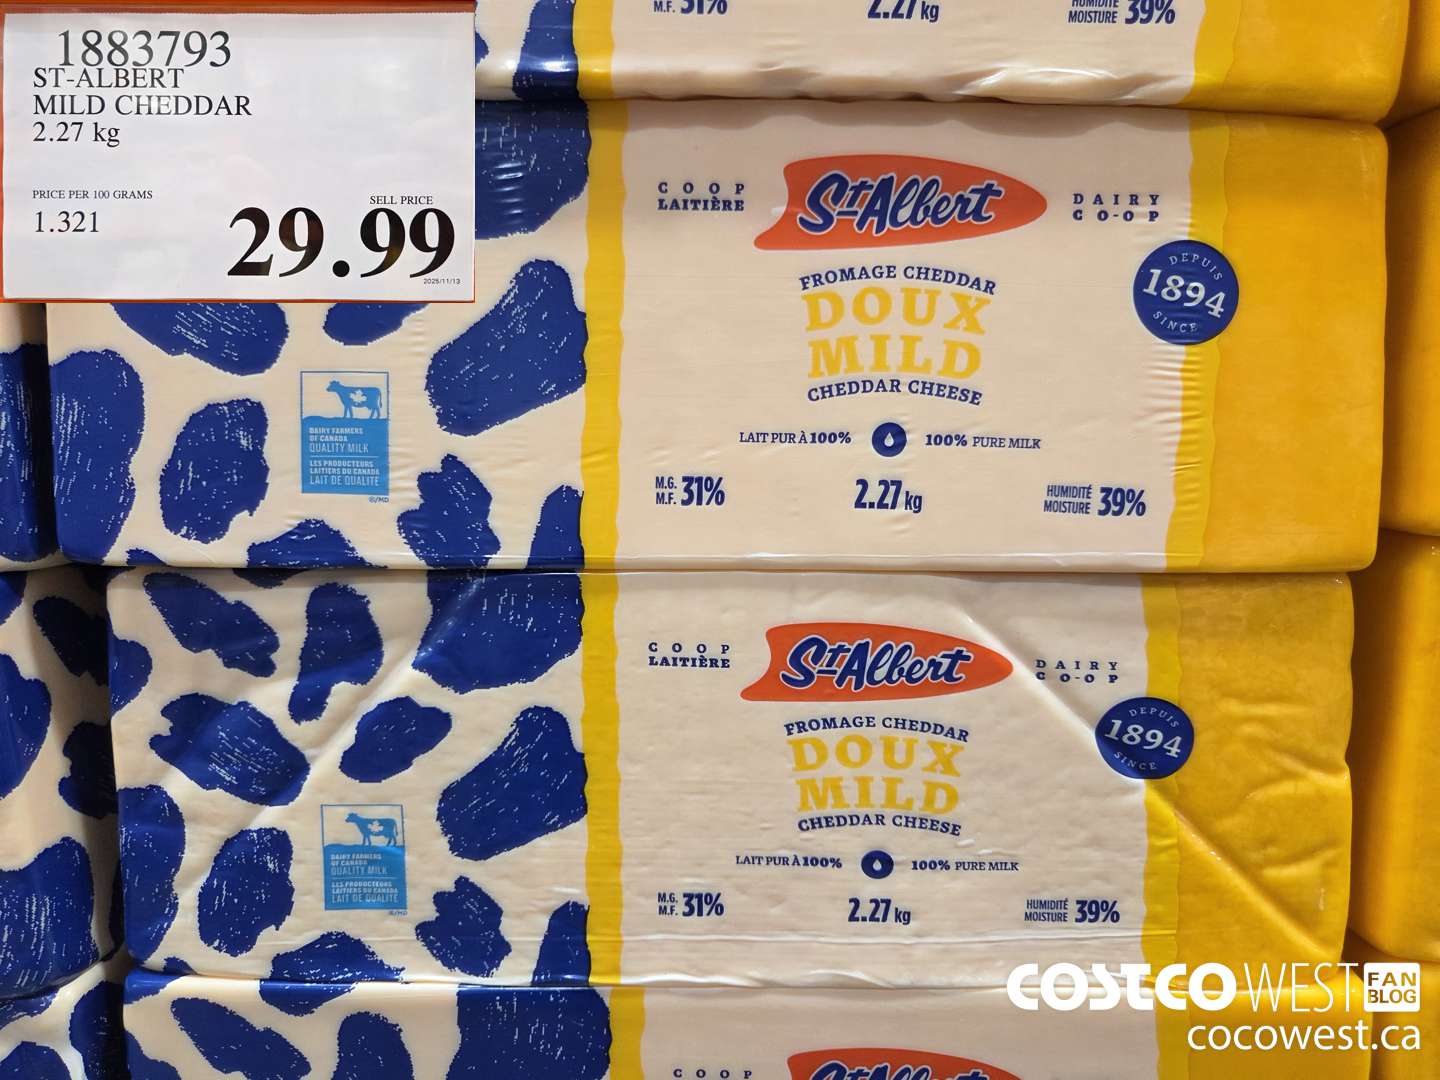 1883793
ST-ALBERT
MILD CHEDDAR
2.27 kg
PRICE PER 100 GRAMS
1.321
SELL PRICE
29.99
2025/11/13
M.F. 31%
2.27 kg
HUMIDITÉ
MOISTURE 39%
COOP
LAITIÈRE
St-Albert
DAIRY
CO-OP
FROMAGE CHEDDAR
DOUX
MILD
CHEDDAR CHEESE
DEPUIS
1894
SINCE
DAIRY FARMERS
OF CANADA
QUALITY MILK
LES PRODUCTEURS
LAITIERS DU CANADA
LAIT DE QUALITÉ
®/MD
LAIT PUR À 100% 100% PURE MILK
M.G.
M.F. 31%
2.27 kg
HUMIDITÉ
MOISTURE 39%
COOP
LAITIÈRE
St-Albert
DAIRY
CO-OP
FROMAGE CHEDDAR
DOUX
MILD
CHEDDAR CHEESE
DEPUIS
1894
SINCE
DAIRY FARMERS
OF CANADA
QUALITY MILK
LES PRODUCTEURS
LAITIERS DU CANADA
LAIT DE QUALITÉ
®/MD
LAIT PUR À 100% 100% PURE MILK
M.G.
M.F. 31%
2.27 kg
HUMIDITÉ
MOISTURE 39%
COSTCO WEST FAN BLOG
cocowest.ca
COOP
St-Albert